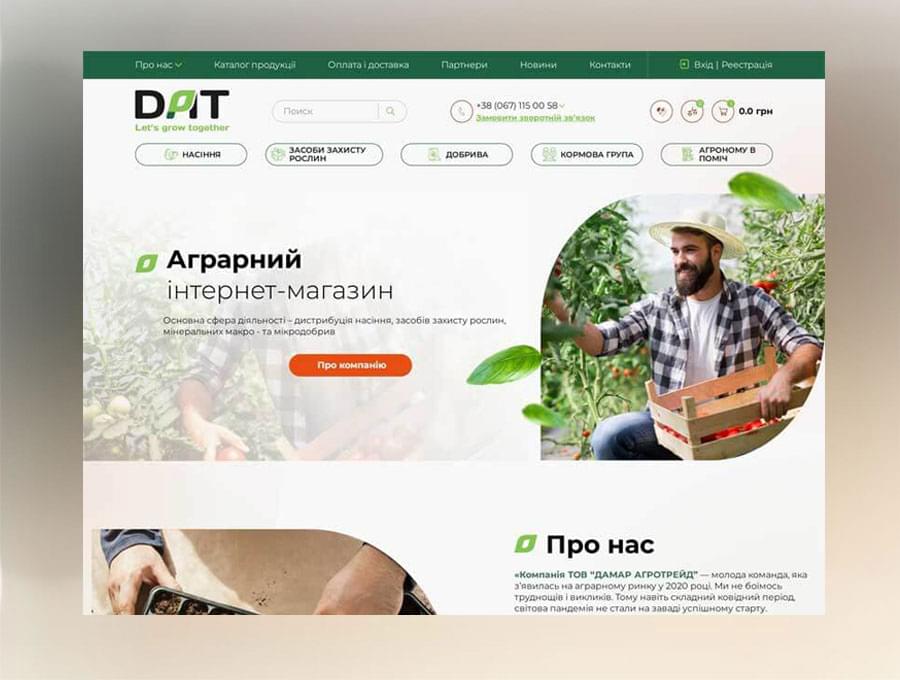 Про нас
Каталог продукції
Оплата і доставка
Партнери
Новини
Контакти
Вхід | Реєстрація
DAT
Let's grow together
Поиск
+38 (067) 115 00 58
Замовити зворотній зв'язок
0.0 грн
НАСІННЯ
ЗАСОБИ ЗАХИСТУ
РОСЛИН
ДОБРИВА
КОРМОВА ГРУПА
АГРОНОМУ В
ПОМІЧ
Аграрний
інтернет-магазин
Основна сфера діяльності – дистрибуція насіння, засобів захисту рослин,
мінеральних макро - та мікродобрив
Про компанію
Про нас
«Компанія ТОВ "ДАМАР АГРОТРЕЙД" — молода команда, яка
з'явилась на аграрному ринку у 2020 році. Ми не боїмось
труднощів і викликів. Тому навіть складний ковідний період,
світова пандемія не стали на заваді успішному старту.